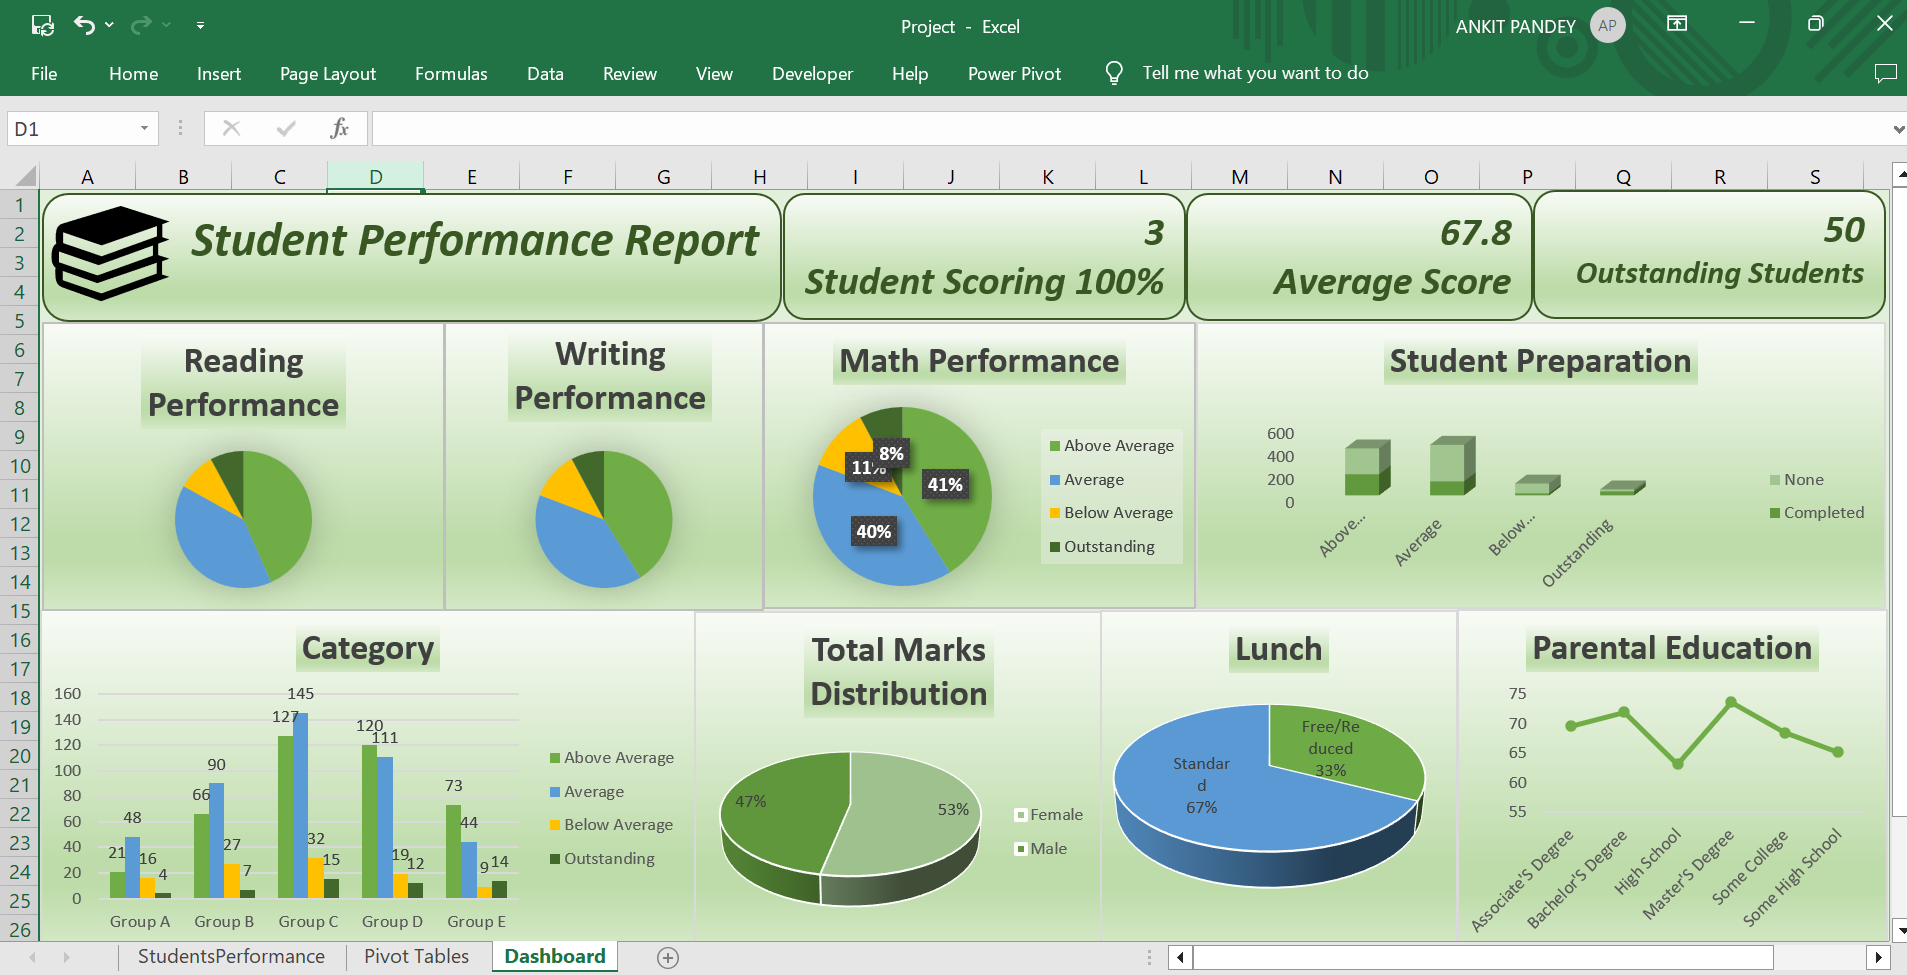 Project - Excel
ANKIT PANDEY AP
File Home Insert Page Layout Formulas Data Review View Developer Help Power Pivot Tell me what you want to do
D1 fx
A B C D E F G H I J K L M N O P Q R S
1
2
3
4
5
6
7
8
9
10
11
12
13
14
15
16
17
18
19
20
21
22
23
24
25
26
Student Performance Report
3
Student Scoring 100%
67.8
Average Score
50
Outstanding Students
Reading
Performance
Writing
Performance
Math Performance
8%
11%
41%
40%
Above Average
Average
Below Average
Outstanding
Student Preparation
600
400
200
0
Above...
Average
Below...
Outstanding
None
Completed
Category
160
140
120
100
80
60
40
20
0
21 48 16 4
66 90 27 7
127 145 32 15
120 111 19 12
73 44 9 14
Group A Group B Group C Group D Group E
Above Average
Average
Below Average
Outstanding
Total Marks
Distribution
47%
53%
Female
Male
Lunch
Free/Re
duced
33%
Standar
d
67%
Parental Education
75
70
65
60
55
Associate'S Degree
Bachelor'S Degree
High School
Master'S Degree
Some College
Some High School
StudentsPerformance Pivot Tables Dashboard